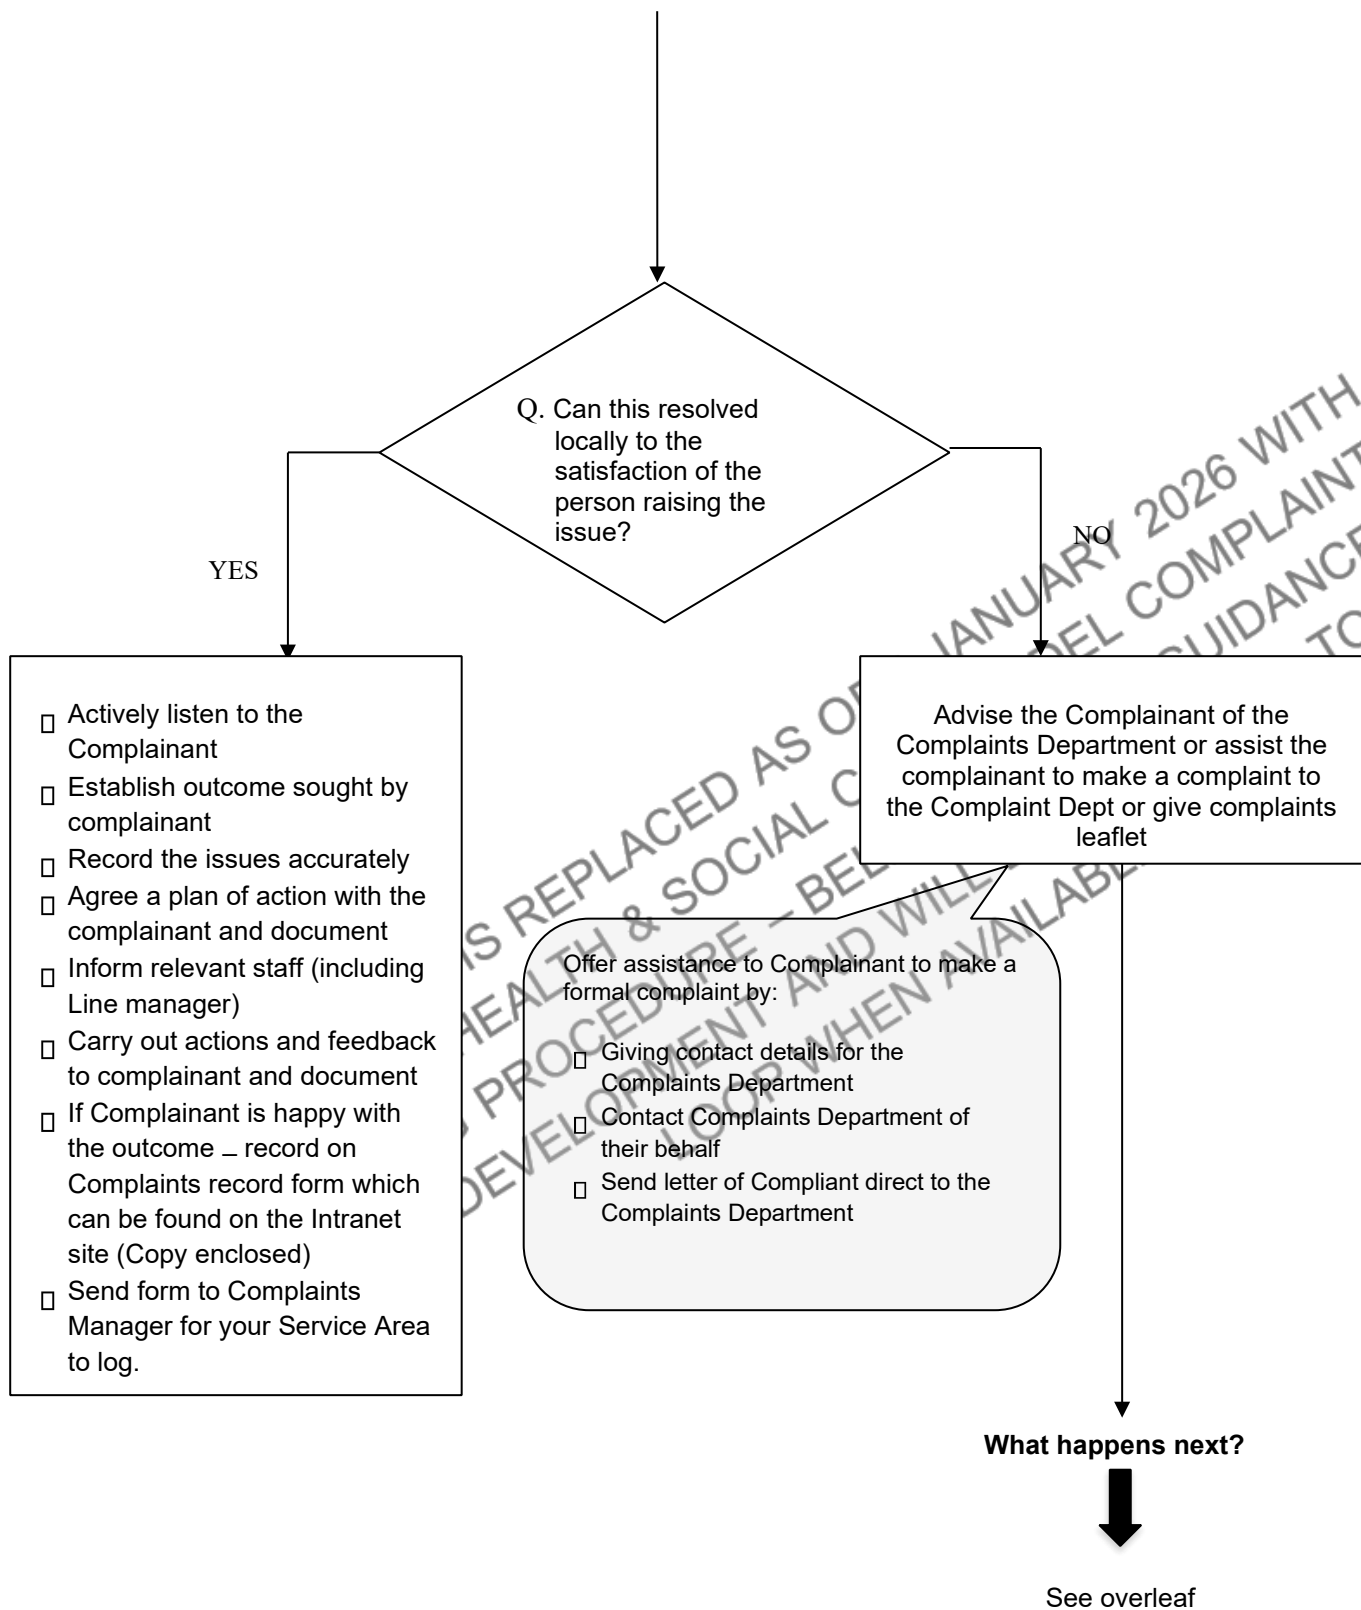 Q. Can this resolved
locally to the
satisfaction of the
person raising the
issue?
YES
NO
Actively listen to the
Complainant
Establish outcome sought by
complainant
Record the issues accurately
Agree a plan of action with the
complainant and document
Inform relevant staff (including
Line manager)
Carry out actions and feedback
to complainant and document
If Complainant is happy with
the outcome – record on
Complaints record form which
can be found on the Intranet
site (Copy enclosed)
Send form to Complaints
Manager for your Service Area
to log.
Advise the Complainant of the
Complaints Department or assist the
complainant to make a complaint to
the Complaint Dept or give complaints
leaflet
Offer assistance to Complainant to make a
formal complaint by:
Giving contact details for the
Complaints Department
Contact Complaints Department of
their behalf
Send letter of Compliant direct to the
Complaints Department
What happens next?
See overleaf
IS REPLACED AS OF JANUARY 2026 WITH
HEALTH & SOCIAL COMPLAINT
PROCEDURE – GUIDANCE
DEVELOPMENT AND WILL TO
LOOP WHEN AVAILABLE